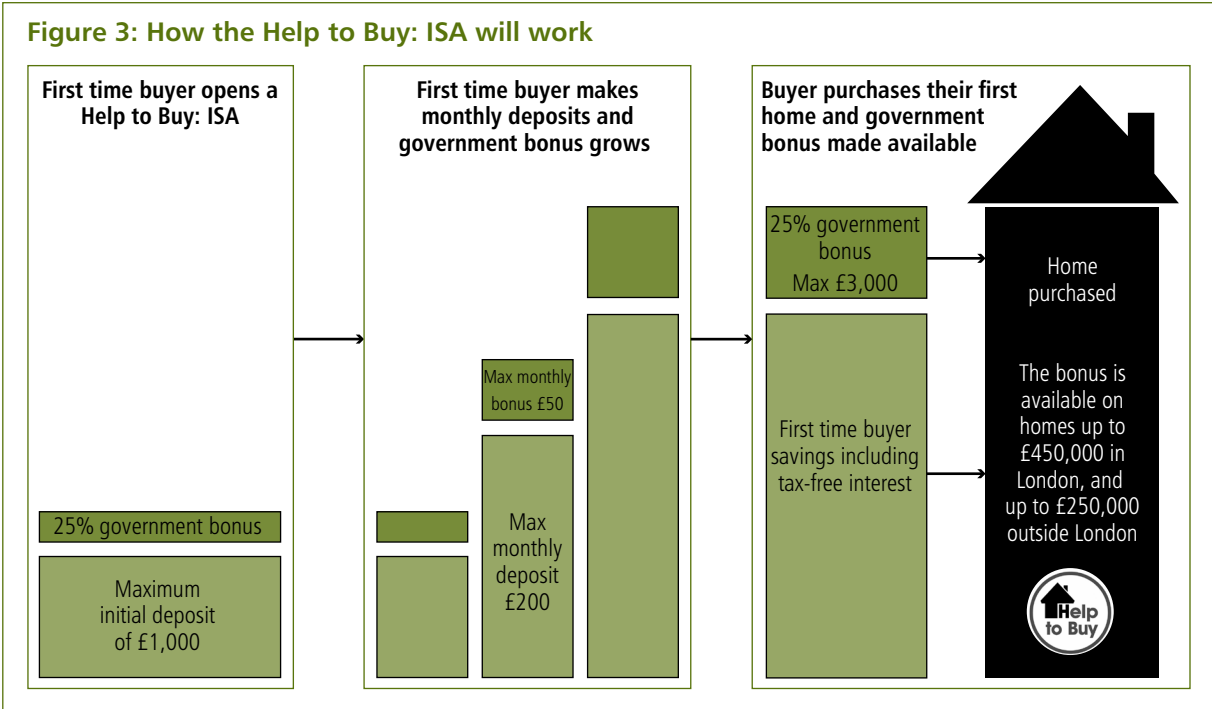 Figure 3: How the Help to Buy: ISA will work
First time buyer opens a
Help to Buy: ISA
25% government bonus
Maximum
initial deposit
of £1,000
First time buyer makes
monthly deposits and
government bonus grows
Max monthly
bonus £50
Max
monthly
deposit
£200
Buyer purchases their first
home and government
bonus made available
25% government
bonus
Max £3,000
First time buyer
savings including
tax-free interest
Home
purchased
The bonus is
available on
homes up to
£450,000 in
London, and
up to £250,000
outside London
Help
to Buy